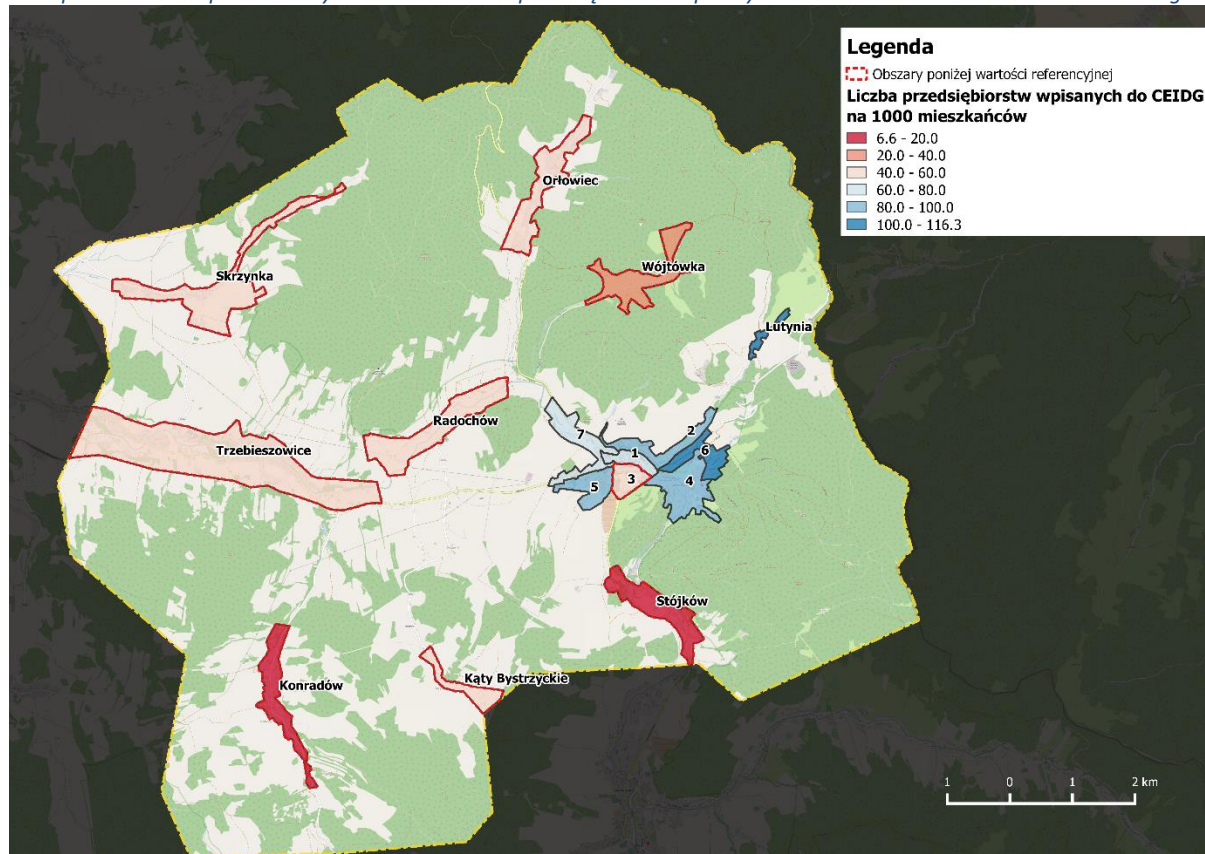 Legenda
Obszary poniżej wartości referencyjnej
Liczba przedsiębiorstw wpisanych do CEIDG
na 1000 mieszkańców
6.6 - 20.0
20.0 - 40.0
40.0 - 60.0
60.0 - 80.0
80.0 - 100.0
100.0 - 116.3
Orłowiec
Skrzynka
Wójtówka
Lutynia
Radochów
Trzebieszowice
7
2
1
6
3
5
4
Stójków
Konradów
Kąty Bystrzyckie
1 0 1 2 km